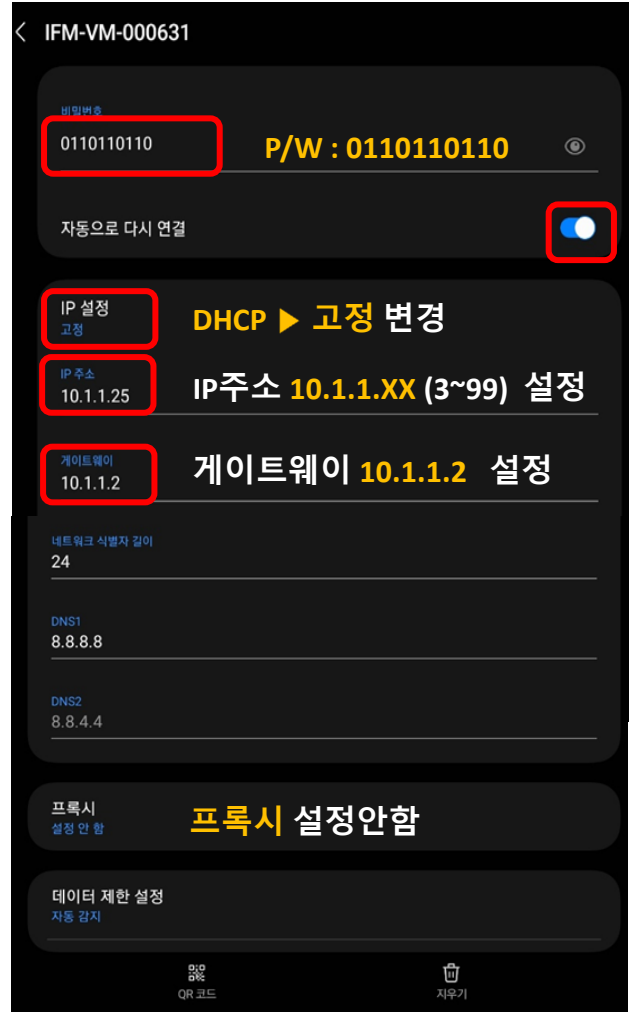 IFM-VM-000631
비밀번호
0110110110 P/W : 0110110110
자동으로 다시 연결
IP 설정
고정
DHCP ▶ 고정 변경
IP 주소
10.1.1.25
IP주소 10.1.1.XX (3~99) 설정
게이트웨이
10.1.1.2
게이트웨이 10.1.1.2 설정
네트워크 식별자 길이
24
DNS1
8.8.8.8
DNS2
8.8.4.4
프록시
설정 안 함
프록시 설정안함
데이터 제한 설정
자동 감지
QR 코드 지우기